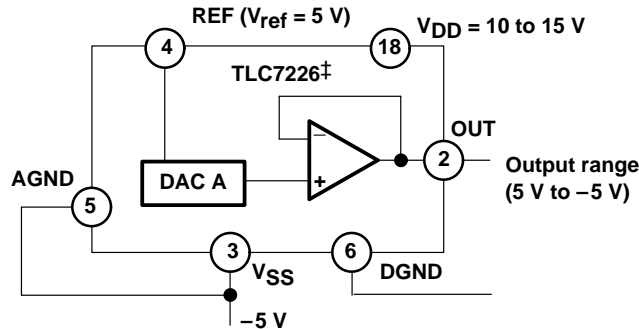 REF (Vref = 5 V)
4
18
VDD = 10 to 15 V
TLC7226‡
−
+
OUT
2
Output range
(5 V to −5 V)
AGND
5
DAC A
3
VSS
6
DGND
−5 V